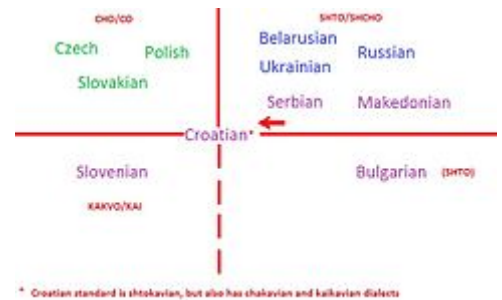 CHO/CO
SHTO/SHCHO
Czech
Polish
Slovakian
Belarusian
Russian
Ukrainian
Serbian
Makedonian
Croatian*
Slovenian
Bulgarian (SHTO)
KAKVO/KAJ
* Croatian standard is shtokavian, but also has chakavian and kaikavian dialects